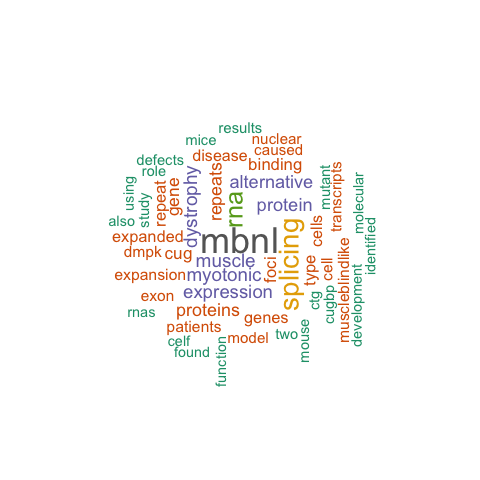 results
nuclear
mice
caused
disease
defects
binding
role
alternative
using
study
also
repeat
gene
dystrophy
repeats
rna
protein
mutant
transcripts
molecular
identified
expanded
dmpk
cug
mbnl
splicing
cells
muscle
foci
type
cell
muscleblindlike
expansion
myotonic
exon
expression
ctg
cugbp
development
rnas
proteins
genes
patients
model
two
mouse
celf
found
function